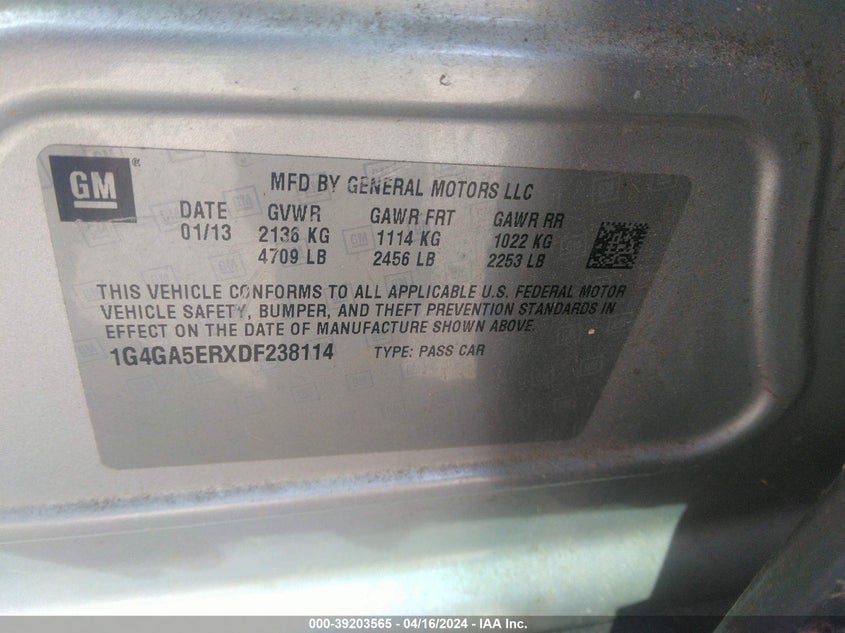 GM ®
MFD BY GENERAL MOTORS LLC
DATE GVWR GAWR FRT GAWR RR
01/13 2136 KG 1114 KG 1022 KG
4709 LB 2456 LB 2253 LB
THIS VEHICLE CONFORMS TO ALL APPLICABLE U.S. FEDERAL MOTOR
VEHICLE SAFETY, BUMPER, AND THEFT PREVENTION STANDARDS IN
EFFECT ON THE DATE OF MANUFACTURE SHOWN ABOVE.
1G4GA5ERXDF238114 TYPE: PASS CAR
000-39203565 - 04/16/2024 - IAA Inc.